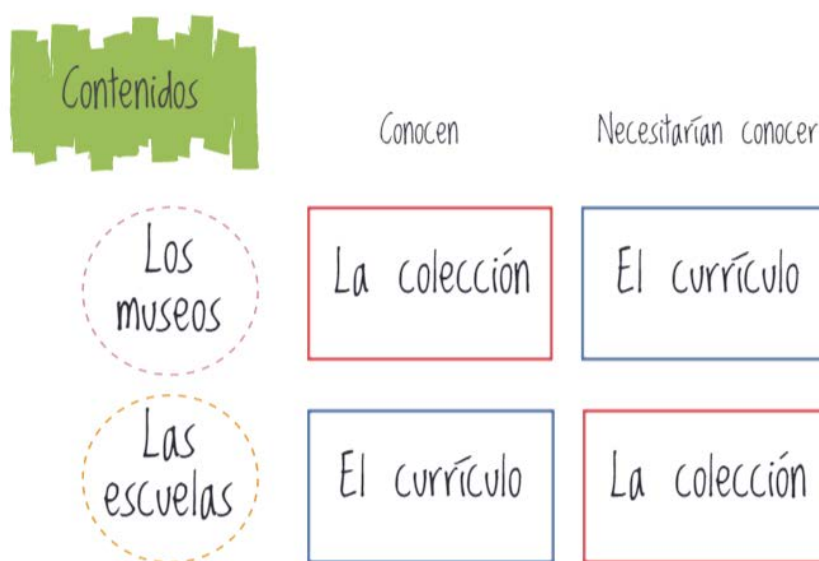 Contenidos
Conocen
Necesitarían conocer
Los
museos
La colección
El currículo
Las
escuelas
El currículo
La colección